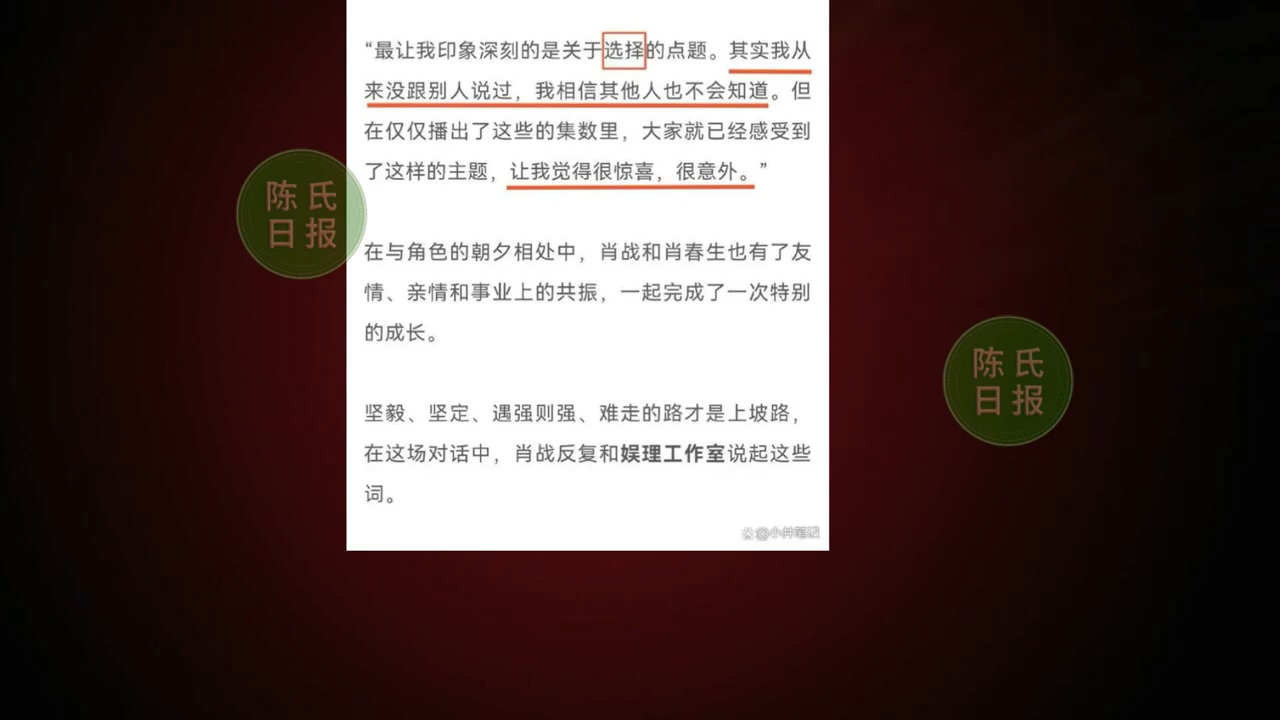 “最让我印象深刻的是关于选择的点题。其实我从
来没跟别人说过，我相信其他人也不会知道。但
在仅仅播出了这些的集数里，大家就已经感受到
了这样的主题，让我觉得很惊喜，很意外。”
陈氏
日报
在与角色的朝夕相处中，肖战和肖春生也有了友
情、亲情和事业上的共振，一起完成了一次特别
的成长。
陈氏
日报
坚毅、坚定、遇强则强、难走的路才是上坡路，
在这场对话中，肖战反复和娱理工作室说起这些
词。
@小井笔记